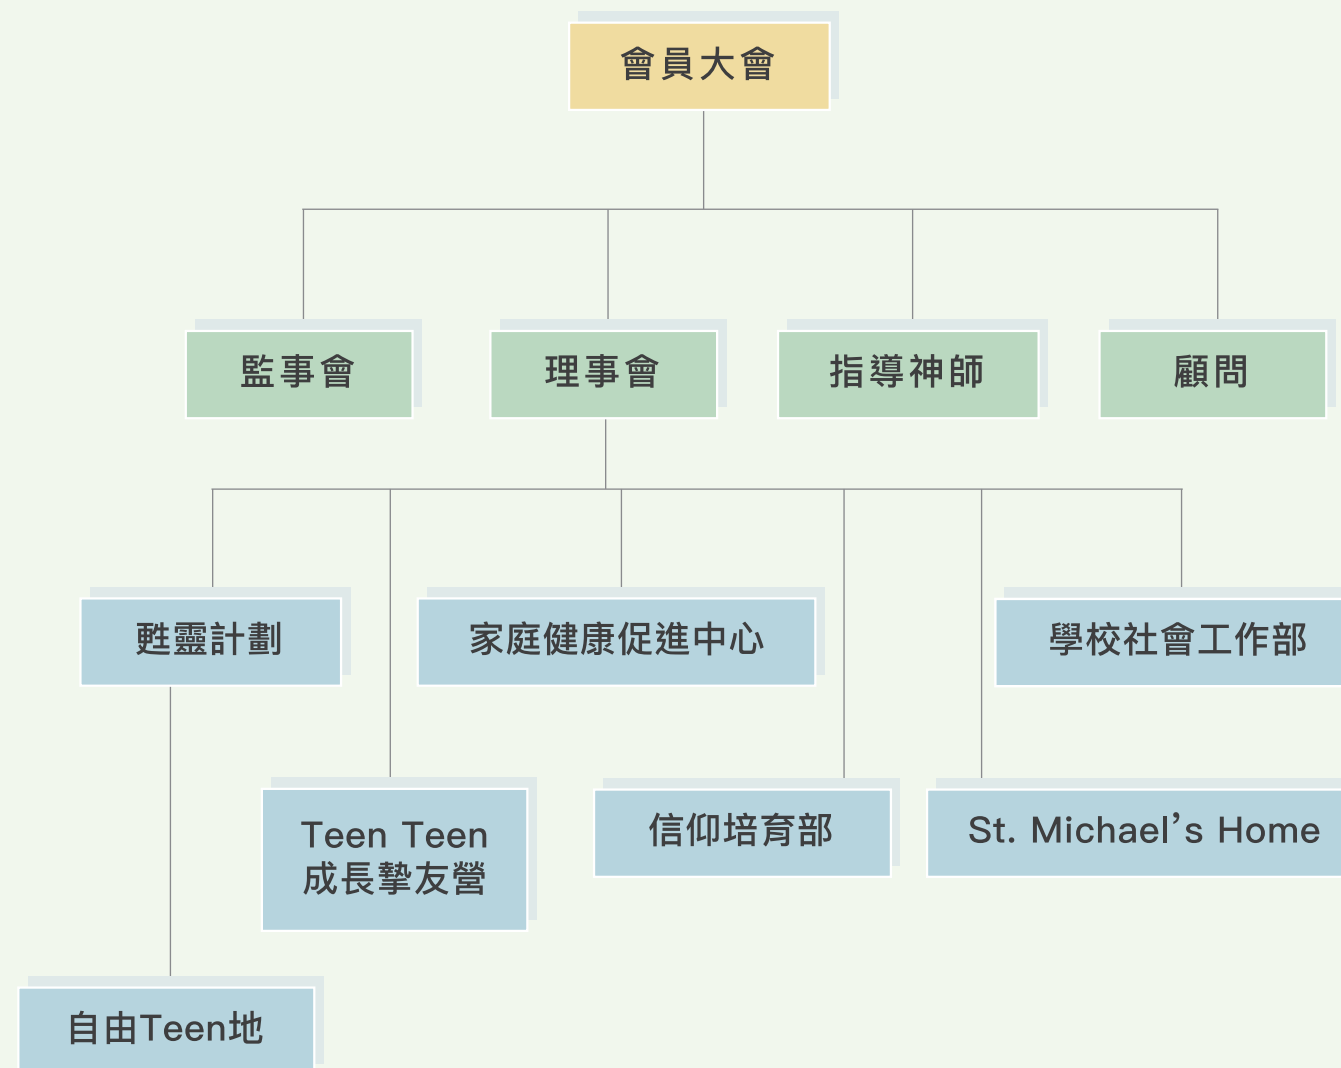 會員大會
監事會
理事會
指導神師
顧問
甦靈計劃
家庭健康促進中心
學校社會工作部
Teen Teen
成長摯友營
信仰培育部
St. Michael’s Home
自由Teen地